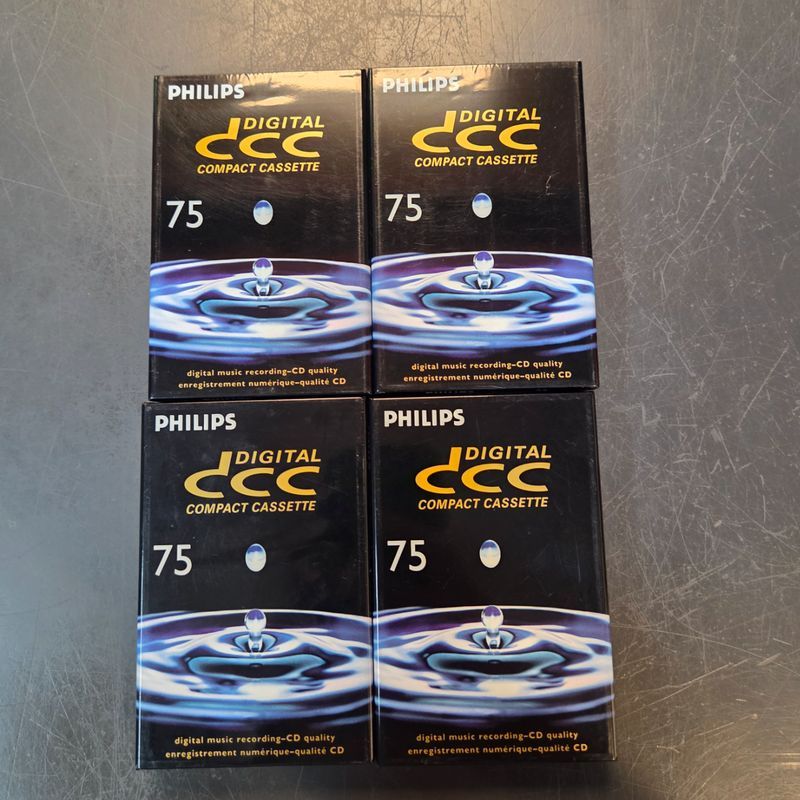 PHILIPS
DIGITAL
dcc
COMPACT CASSETTE
75
digital music recording–CD quality
enregistrement numérique–qualité CD
PHILIPS
DIGITAL
dcc
COMPACT CASSETTE
75
digital music recording–CD quality
enregistrement numérique–qualité CD
PHILIPS
DIGITAL
dcc
COMPACT CASSETTE
75
digital music recording–CD quality
enregistrement numérique–qualité CD
PHILIPS
DIGITAL
dcc
COMPACT CASSETTE
75
digital music recording–CD quality
enregistrement numérique–qualité CD